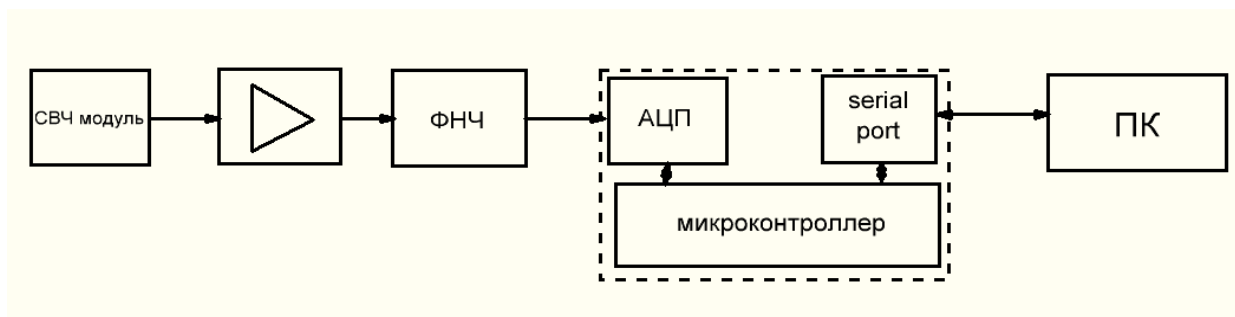 СВЧ модуль
ФНЧ
АЦП
serial
port
ПК
микроконтроллер